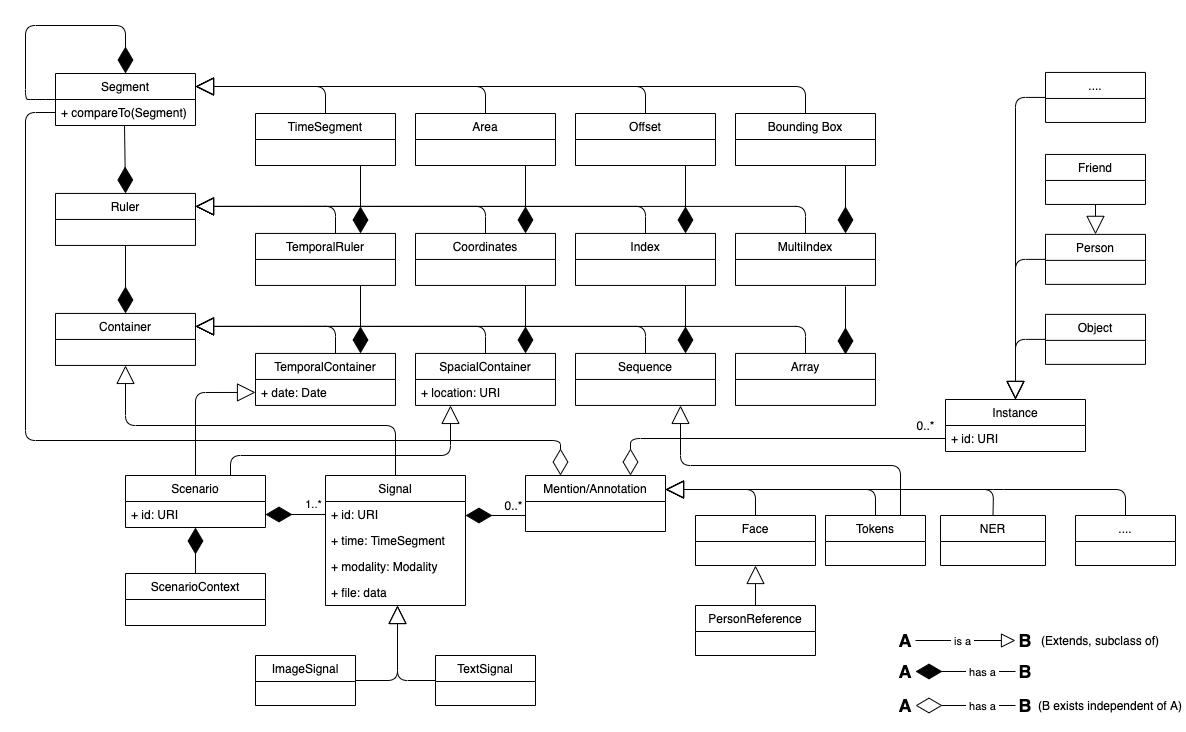 Segment
+ compareTo(Segment)
TimeSegment
Area
Offset
Bounding Box
....
Friend
Ruler
TemporalRuler
Coordinates
Index
MultiIndex
Person
Container
TemporalContainer
+ date: Date
SpacialContainer
+ location: URI
Sequence
Array
Object
Instance
+ id: URI
0..*
Scenario
+ id: URI
1..*
Signal
+ id: URI
+ time: TimeSegment
+ modality: Modality
+ file: data
0..*
Mention/Annotation
Face
Tokens
NER
....
ScenarioContext
PersonReference
ImageSignal
TextSignal
A is a B (Extends, subclass of)
A has a B
A has a B (B exists independent of A)